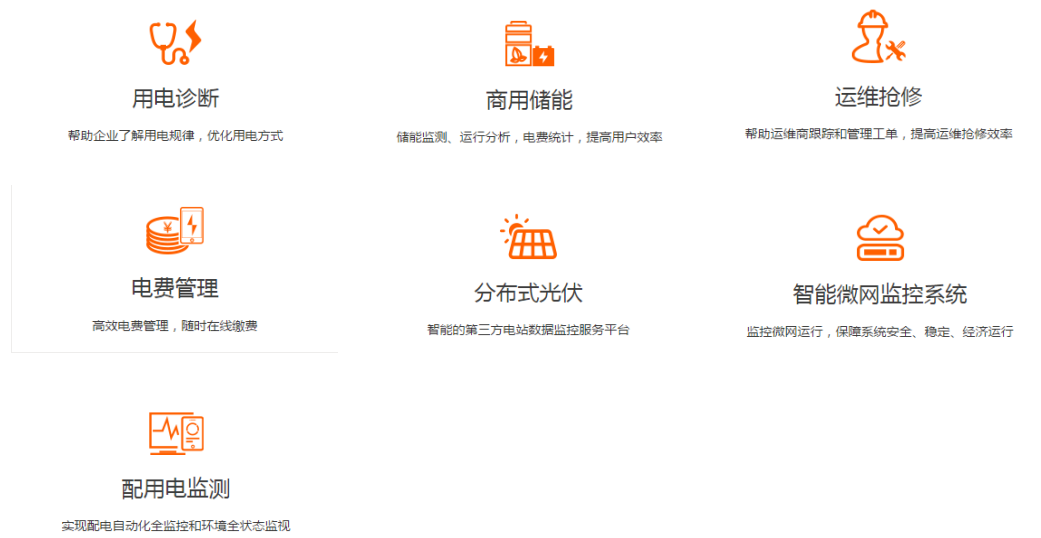 用电诊断
帮助企业了解用电规律，优化用电方式
商用储能
储能监测、运行分析，电费统计，提高用户效率
运维抢修
帮助运维商跟踪和管理工单，提高运维抢修效率
¥
电费管理
高效电费管理，随时在线缴费
分布式光伏
智能的第三方电站数据监控服务平台
智能微网监控系统
监控微网运行，保障系统安全、稳定、经济运行
配用电监测
实现配电自动化全监控和环境全状态监视